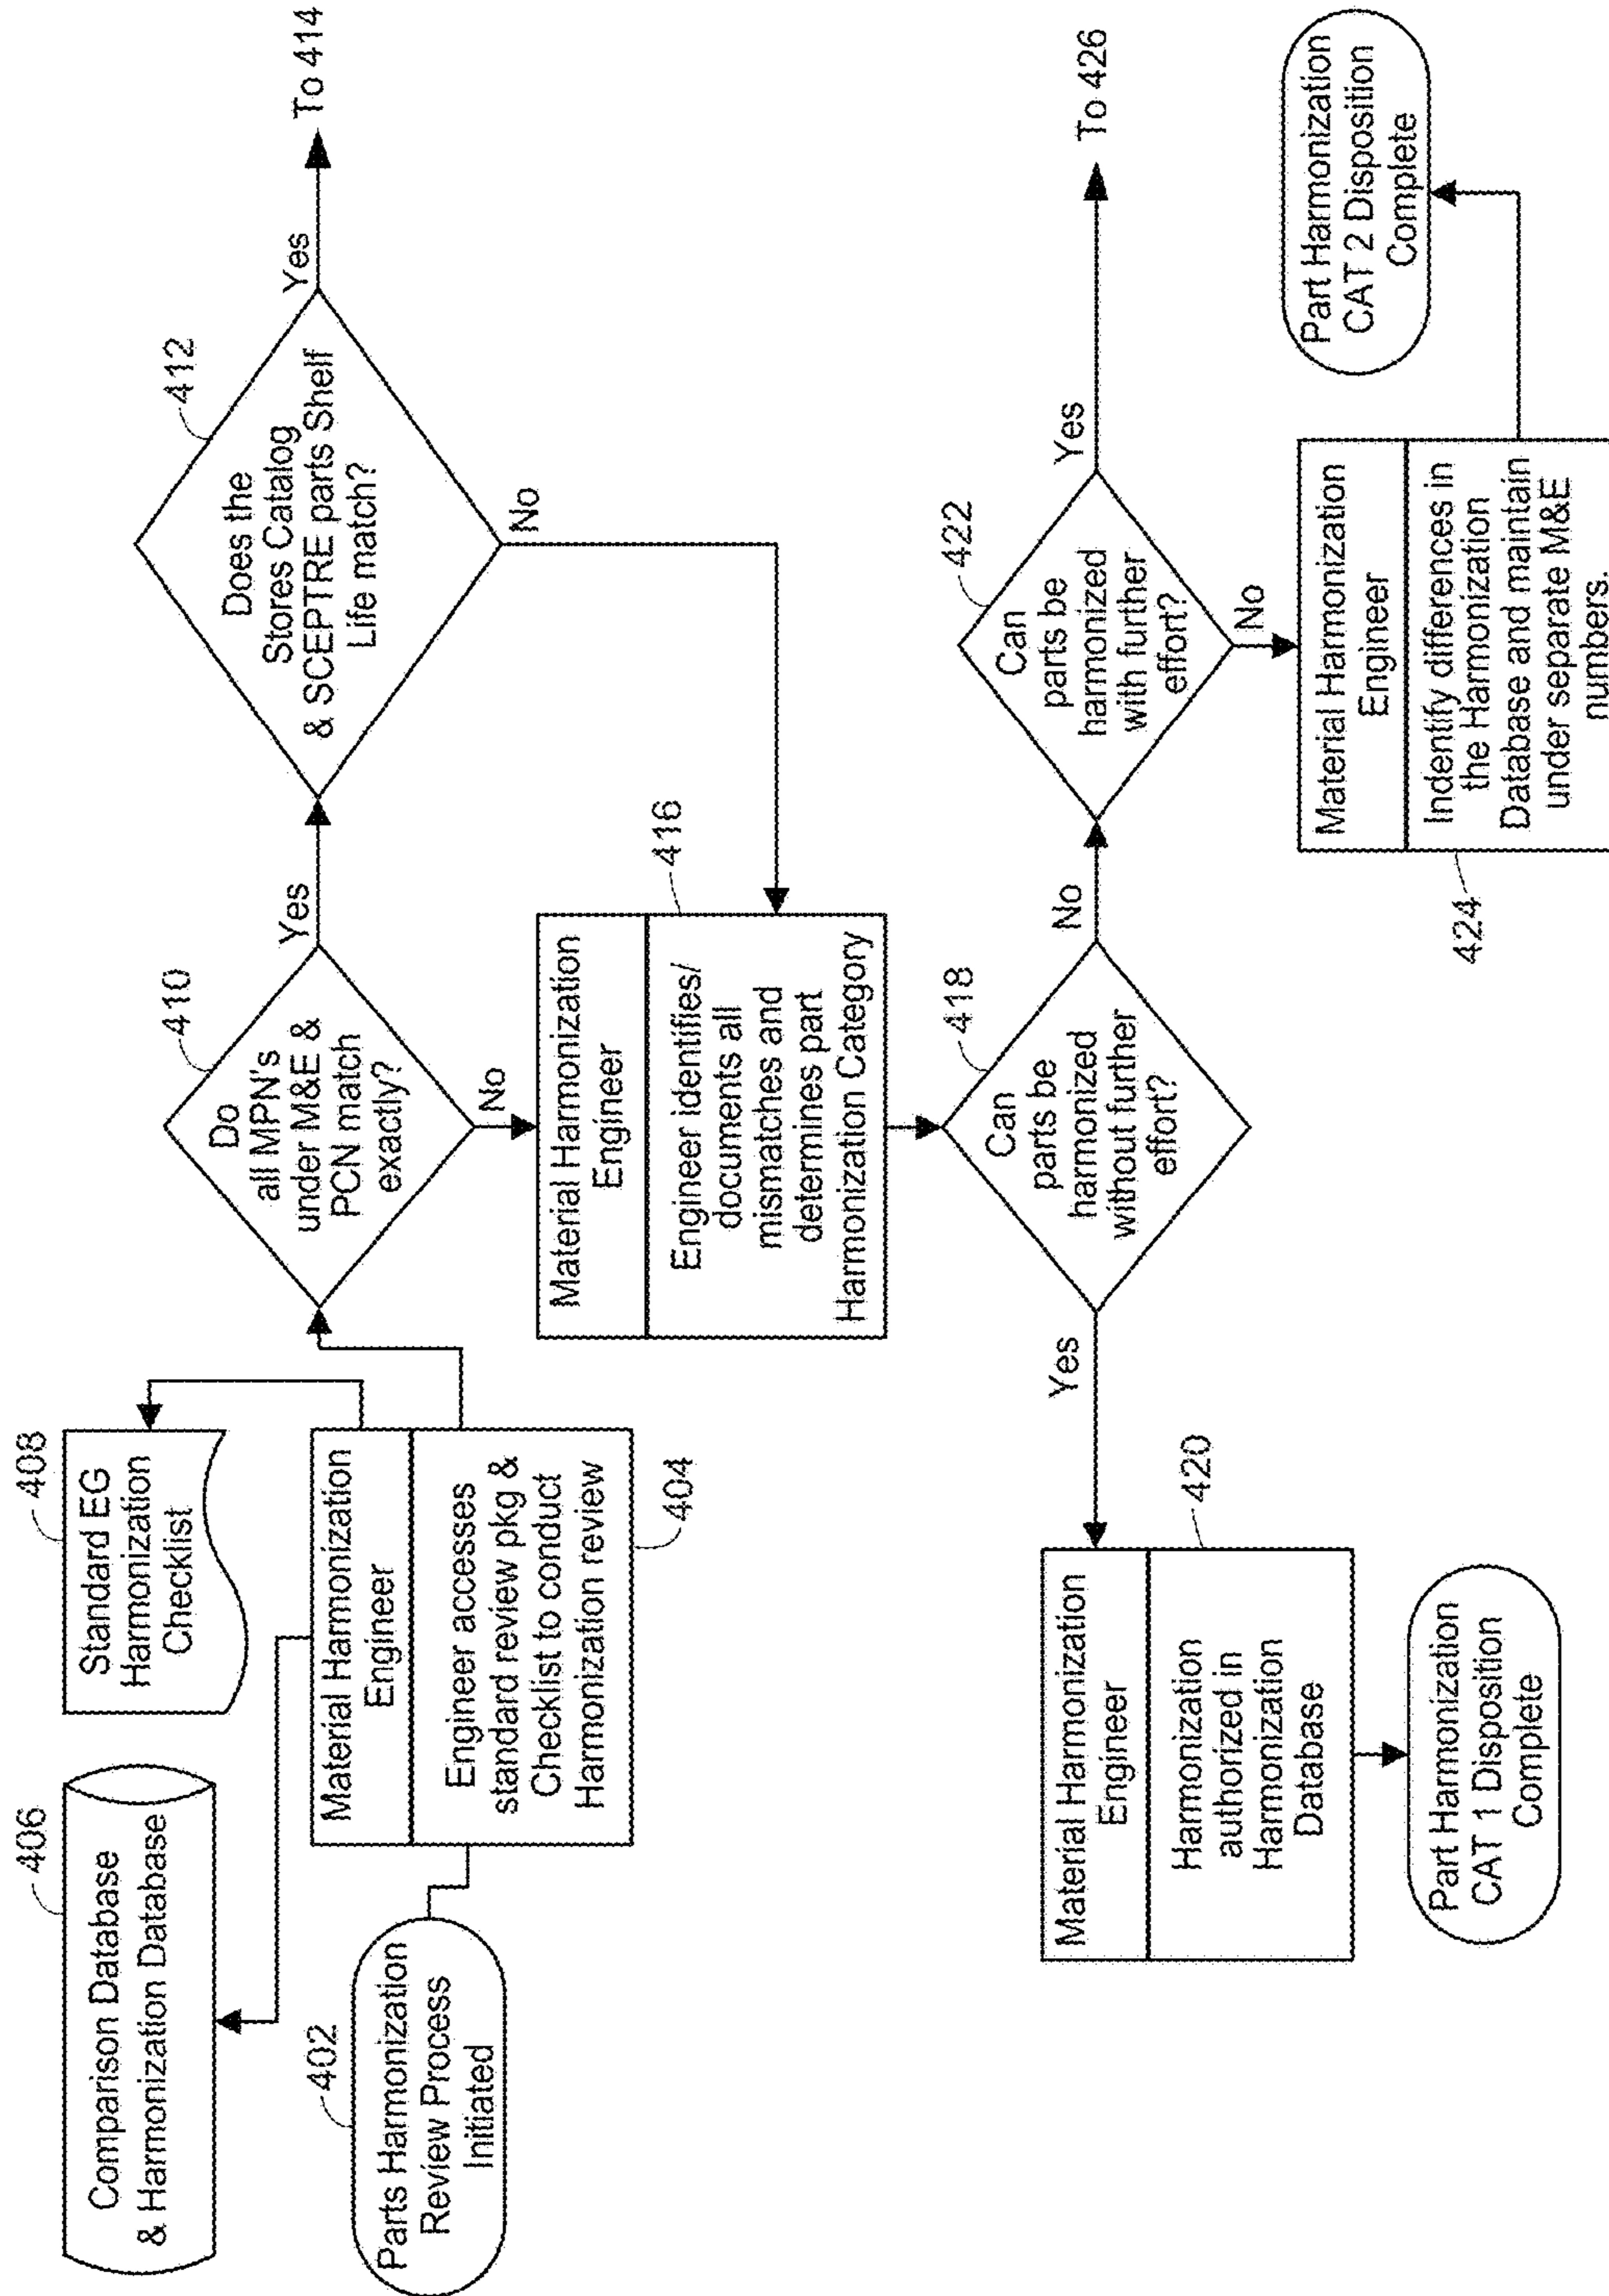 406
Comparison Database
& Harmonization Database
408
Standard EG
Harmonization
Checklist
402
Parts Harmonization
Review Process
Initiated
Material Harmonization
Engineer
Engineer accesses
standard review pkg &
Checklist to conduct
Harmonization review
404
410
Do
all MPN's
under M&E &
PCN match
exactly?
Yes
No
412
Does the
Stores Catalog
& SCEPTRE parts Shelf
Life match?
Yes
To 414
No
416
Material Harmonization
Engineer
Engineer identifies/
documents all
mismatches and
determines part
Harmonization Category
418
Can
parts be
harmonized
without further
effort?
Yes
No
420
Material Harmonization
Engineer
Harmonization
authorized in
Harmonization
Database
Part Harmonization
CAT 1 Disposition
Complete
422
Can
parts be
harmonized
with further
effort?
Yes
To 426
No
424
Material Harmonization
Engineer
Indentify differences in
the Harmonization
Database and maintain
under separate M&E
numbers.
Part Harmonization
CAT 2 Disposition
Complete